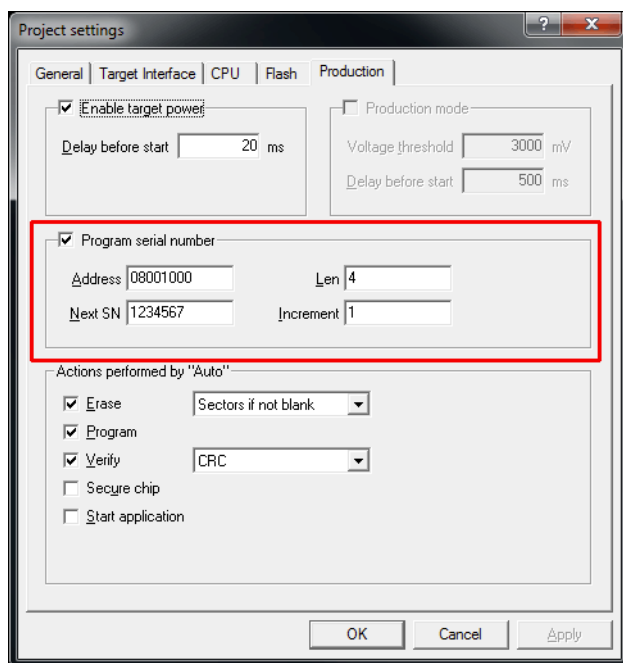 Project settings
General Target Interface CPU Flash Production
Enable target power
Delay before start 20 ms
Production mode
Voltage threshold 3000 mV
Delay before start 500 ms
Program serial number
Address 08001000 Len 4
Next SN 1234567 Increment 1
Actions performed by "Auto"
Erase Sectors if not blank
Program
Verify CRC
Secure chip
Start application
OK Cancel Apply